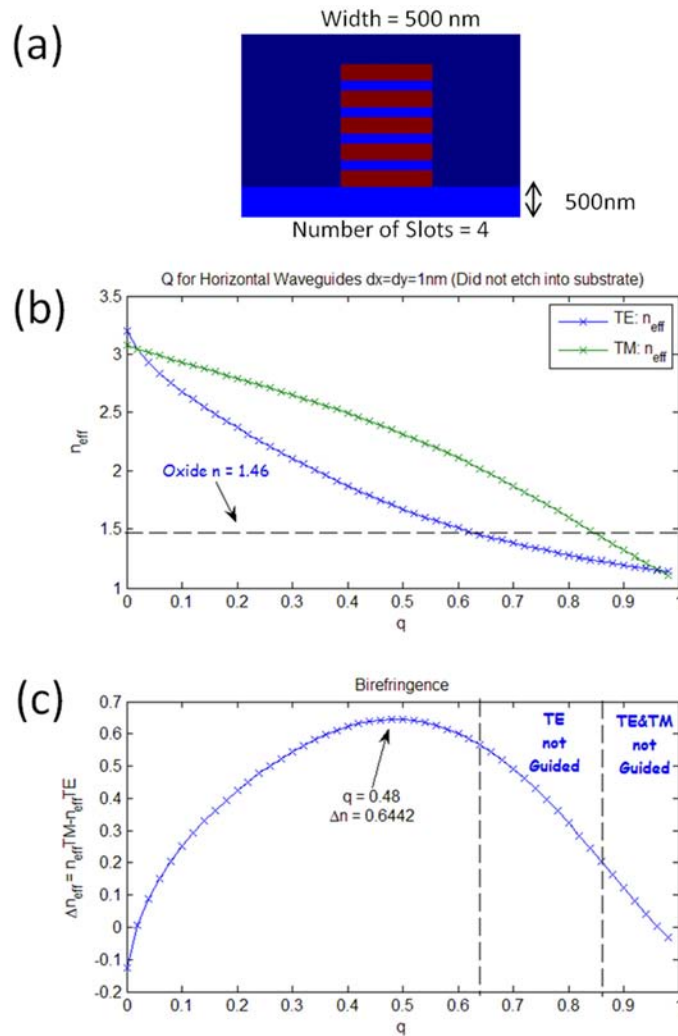 (a)
Width = 500 nm
500nm
Number of Slots = 4
(b)
Q for Horizontal Waveguides dx=dy=1nm (Did not etch into substrate)
3.5
3
2.5
2
1.5
1
n_eff
TE: n_eff
TM: n_eff
Oxide n = 1.46
0 0.1 0.2 0.3 0.4 0.5 0.6 0.7 0.8 0.9 1
q
(c)
Birefringence
0.7
0.6
0.5
0.4
0.3
0.2
0.1
0
-0.1
-0.2
Δn_eff = n_effTM-n_effTE
TE
not
Guided
TE&TM
not
Guided
q = 0.48
Δn = 0.6442
0 0.1 0.2 0.3 0.4 0.5 0.6 0.7 0.8 0.9 1
q